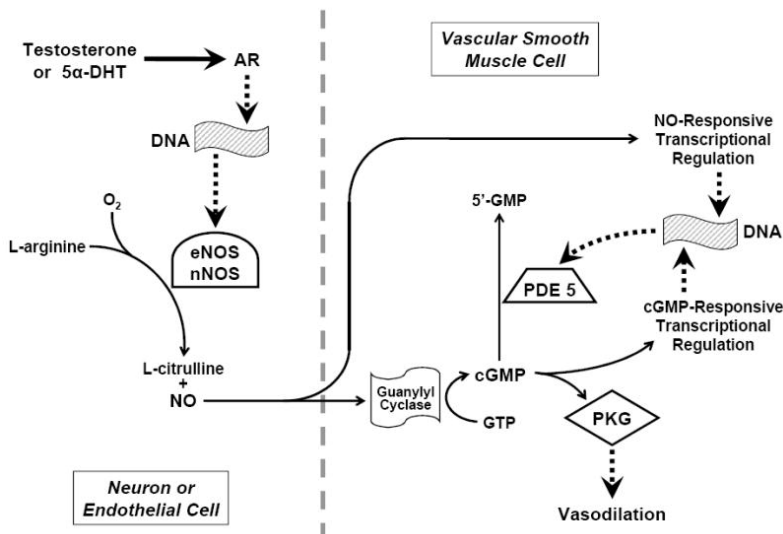 Testosterone
or 5α-DHT
AR
DNA
O₂
L-arginine
eNOS
nNOS
L-citrulline
+
NO
Neuron or
Endothelial Cell
Vascular Smooth
Muscle Cell
NO-Responsive
Transcriptional
Regulation
5'-GMP
DNA
PDE 5
cGMP-Responsive
Transcriptional
Regulation
Guanylyl
Cyclase
cGMP
GTP
PKG
Vasodilation